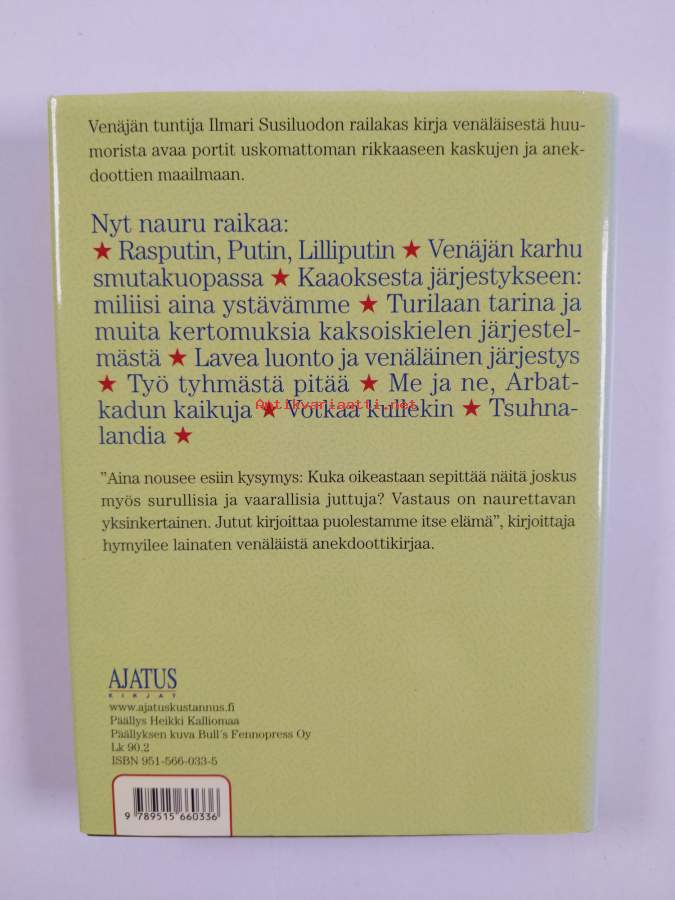 Venäjän tuntija Ilmari Susiluodon railakas kirja venäläisestä huu-
morista avaa portit uskomattoman rikkaaseen kaskujen ja anek-
doottien maailmaan.
Nyt nauru raikaa:
★ Rasputin, Putin, Lilliputin ★ Venäjän karhu
smutakuopassa ★ Kaaoksesta järjestykseen:
miliisi aina ystävämme ★ Turilaan tarina ja
muita kertomuksia kaksoiskielen järjestel-
mästä ★ Lavea luonto ja venäläinen järjestys
★ Työ tyhmästä pitää ★ Me ja ne, Arbat-
kadun kaikuja ★ Votkaa kullekin ★ Tsuhna-
landia ★
Antikvariaatti.net
"Aina nousee esiin kysymys: Kuka oikeastaan sepittää näitä joskus
myös surullisia ja vaarallisia juttuja? Vastaus on naurettavan
yksinkertainen. Jutut kirjoittaa puolestamme itse elämä", kirjoittaja
hymyilee lainaten venäläistä anekdoottikirjaa.
AJATUS
KIRJAT
www.ajatuskustannus.fi
Päällys Heikki Kalliomaa
Päällyksen kuva Bull's Fennopress Oy
Lk 90.2
ISBN 951-566-033-5
9 789515 660336